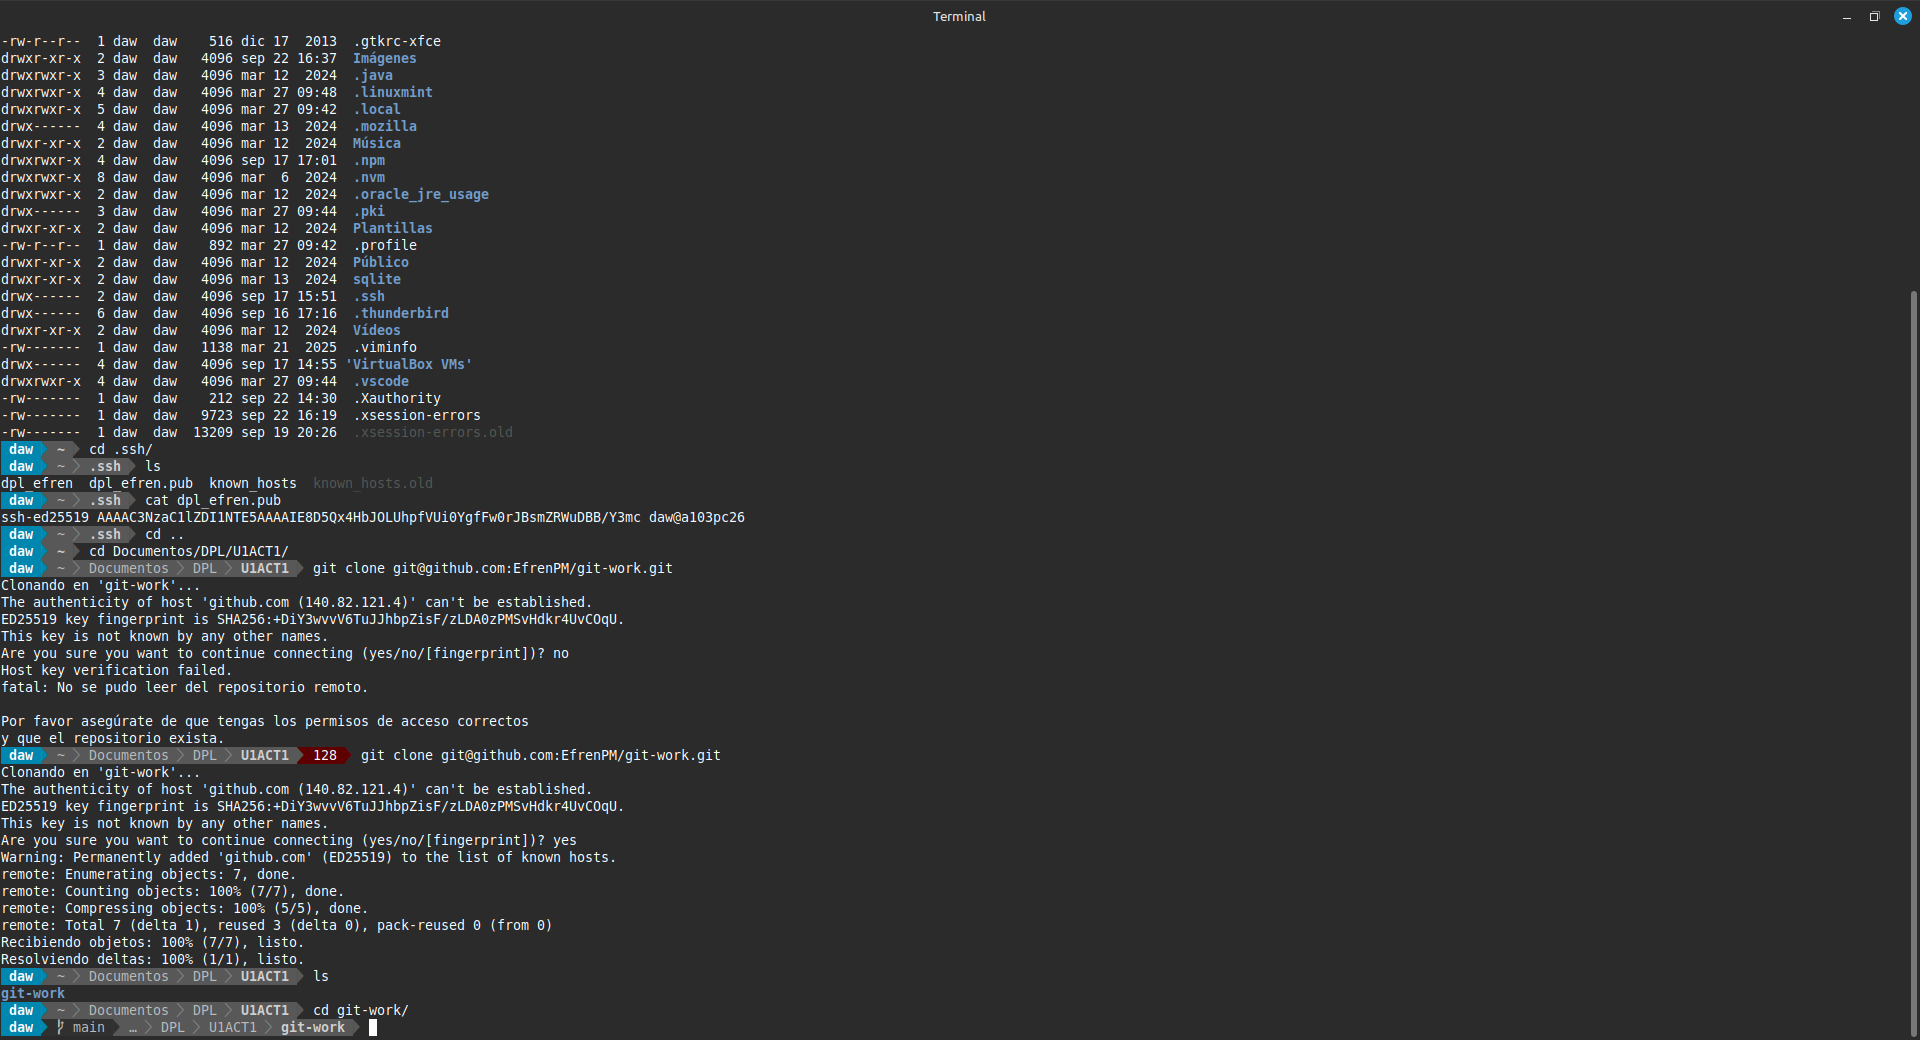 Terminal
-rw-r--r--  1 daw  daw    516 dic 17  2013  .gtkrc-xfce
drwxr-xr-x  2 daw  daw   4096 sep 22 16:37  Imágenes
drwxrwxr-x  3 daw  daw   4096 mar 12  2024  .java
drwxrwxr-x  4 daw  daw   4096 mar 27 09:48  .linuxmint
drwxrwxr-x  5 daw  daw   4096 mar 27 09:42  .local
drwx------  4 daw  daw   4096 mar 13  2024  .mozilla
drwxr-xr-x  2 daw  daw   4096 mar 12  2024  Música
drwxrwxr-x  4 daw  daw   4096 sep 17 17:01  .npm
drwxrwxr-x  8 daw  daw   4096 mar  6  2024  .nvm
drwxrwxr-x  2 daw  daw   4096 mar 12  2024  .oracle_jre_usage
drwx------  3 daw  daw   4096 mar 27 09:44  .pki
drwxr-xr-x  2 daw  daw   4096 mar 12  2024  Plantillas
-rw-r--r--  1 daw  daw    892 mar 27 09:42  .profile
drwxr-xr-x  2 daw  daw   4096 mar 12  2024  Público
drwxr-xr-x  2 daw  daw   4096 mar 13  2024  sqlite
drwx------  2 daw  daw   4096 sep 17 15:51  .ssh
drwx------  6 daw  daw   4096 sep 16 17:16  .thunderbird
drwxr-xr-x  2 daw  daw   4096 mar 12  2024  Vídeos
-rw-------  1 daw  daw   1138 mar 21  2025  .viminfo
drwx------  4 daw  daw   4096 sep 17 14:55 'VirtualBox VMs'
drwxrwxr-x  4 daw  daw   4096 mar 27 09:44  .vscode
-rw-------  1 daw  daw    212 sep 22 14:30  .Xauthority
-rw-------  1 daw  daw   9723 sep 22 16:19  .xsession-errors
-rw-------  1 daw  daw  13209 sep 19 20:26  .xsession-errors.old
daw ~ cd .ssh/
daw ~ .ssh ls
dpl_efren  dpl_efren.pub  known_hosts  known_hosts.old
daw ~ .ssh cat dpl_efren.pub
ssh-ed25519 AAAAC3NzaC1lZDI1NTE5AAAAIE8D5Qx4HbJOLUhpfVUi0YgfFw0rJBsmZRWuDBB/Y3mc daw@a103pc26
daw ~ .ssh cd ..
daw ~ cd Documentos/DPL/U1ACT1/
daw ~ Documentos DPL U1ACT1 git clone git@github.com:EfrenPM/git-work.git
Clonando en 'git-work'...
The authenticity of host 'github.com (140.82.121.4)' can't be established.
ED25519 key fingerprint is SHA256:+DiY3wvvV6TuJJhbpZisF/zLDA0zPMSvHdkr4UvCOqU.
This key is not known by any other names.
Are you sure you want to continue connecting (yes/no/[fingerprint])? no
Host key verification failed.
fatal: No se pudo leer del repositorio remoto.
Por favor asegúrate de que tengas los permisos de acceso correctos
y que el repositorio exista.
daw ~ Documentos DPL U1ACT1 128 git clone git@github.com:EfrenPM/git-work.git
Clonando en 'git-work'...
The authenticity of host 'github.com (140.82.121.4)' can't be established.
ED25519 key fingerprint is SHA256:+DiY3wvvV6TuJJhbpZisF/zLDA0zPMSvHdkr4UvCOqU.
This key is not known by any other names.
Are you sure you want to continue connecting (yes/no/[fingerprint])? yes
Warning: Permanently added 'github.com' (ED25519) to the list of known hosts.
remote: Enumerating objects: 7, done.
remote: Counting objects: 100% (7/7), done.
remote: Compressing objects: 100% (5/5), done.
remote: Total 7 (delta 1), reused 3 (delta 0), pack-reused 0 (from 0)
Recibiendo objetos: 100% (7/7), listo.
Resolviendo deltas: 100% (1/1), listo.
daw ~ Documentos DPL U1ACT1 ls
git-work
daw ~ Documentos DPL U1ACT1 cd git-work/
daw main … DPL U1ACT1 git-work